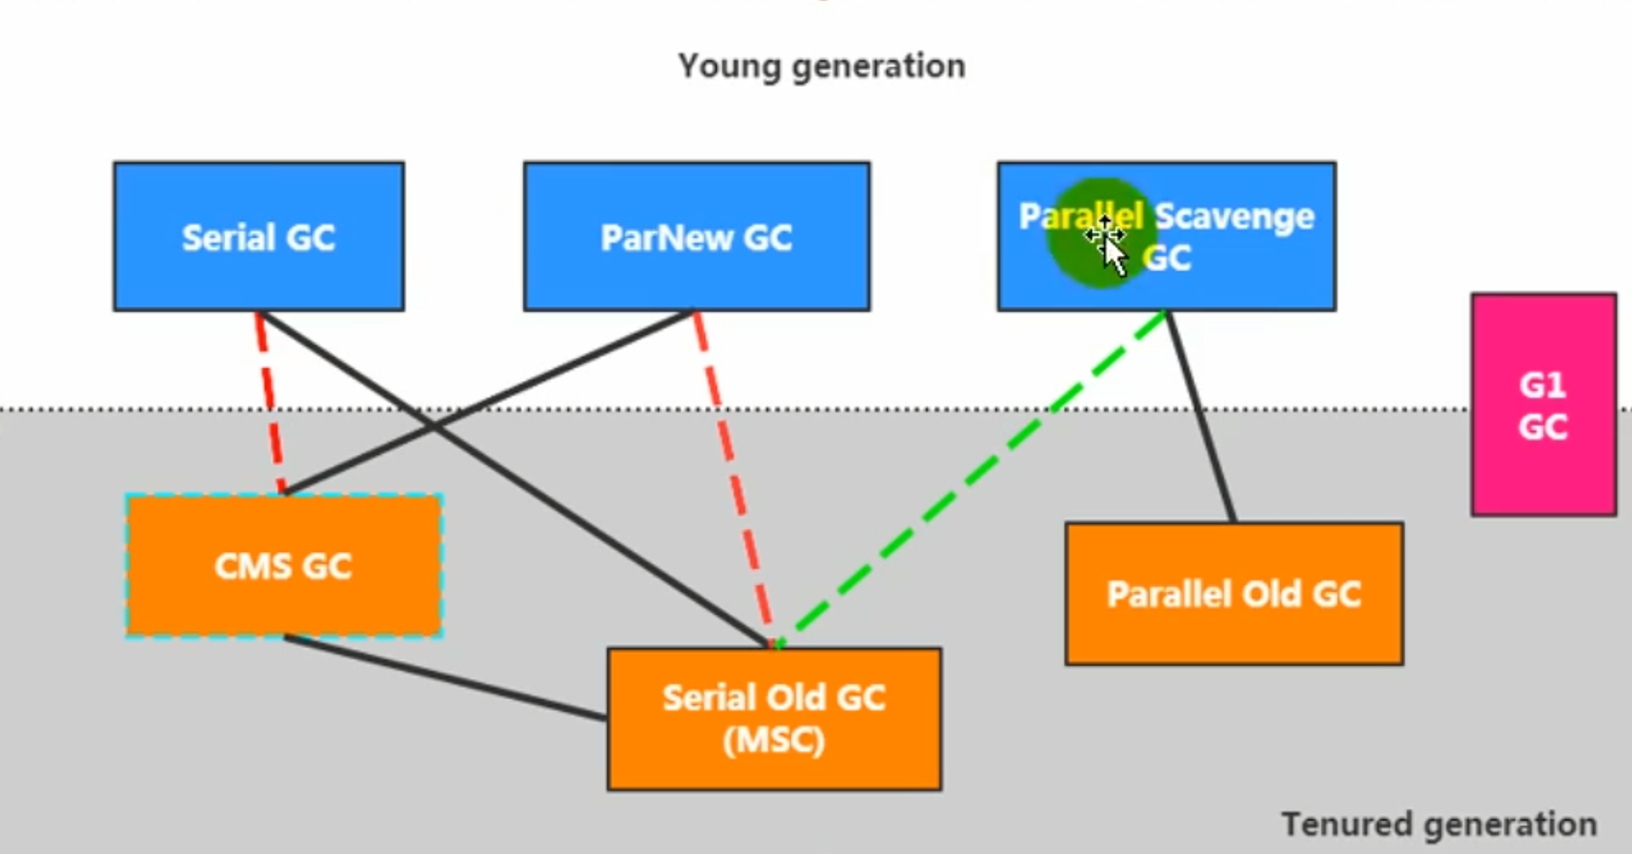 Young generation
Serial GC
ParNew GC
Parallel Scavenge
GC
G1
GC
CMS GC
Parallel Old GC
Serial Old GC
(MSC)
Tenured generation